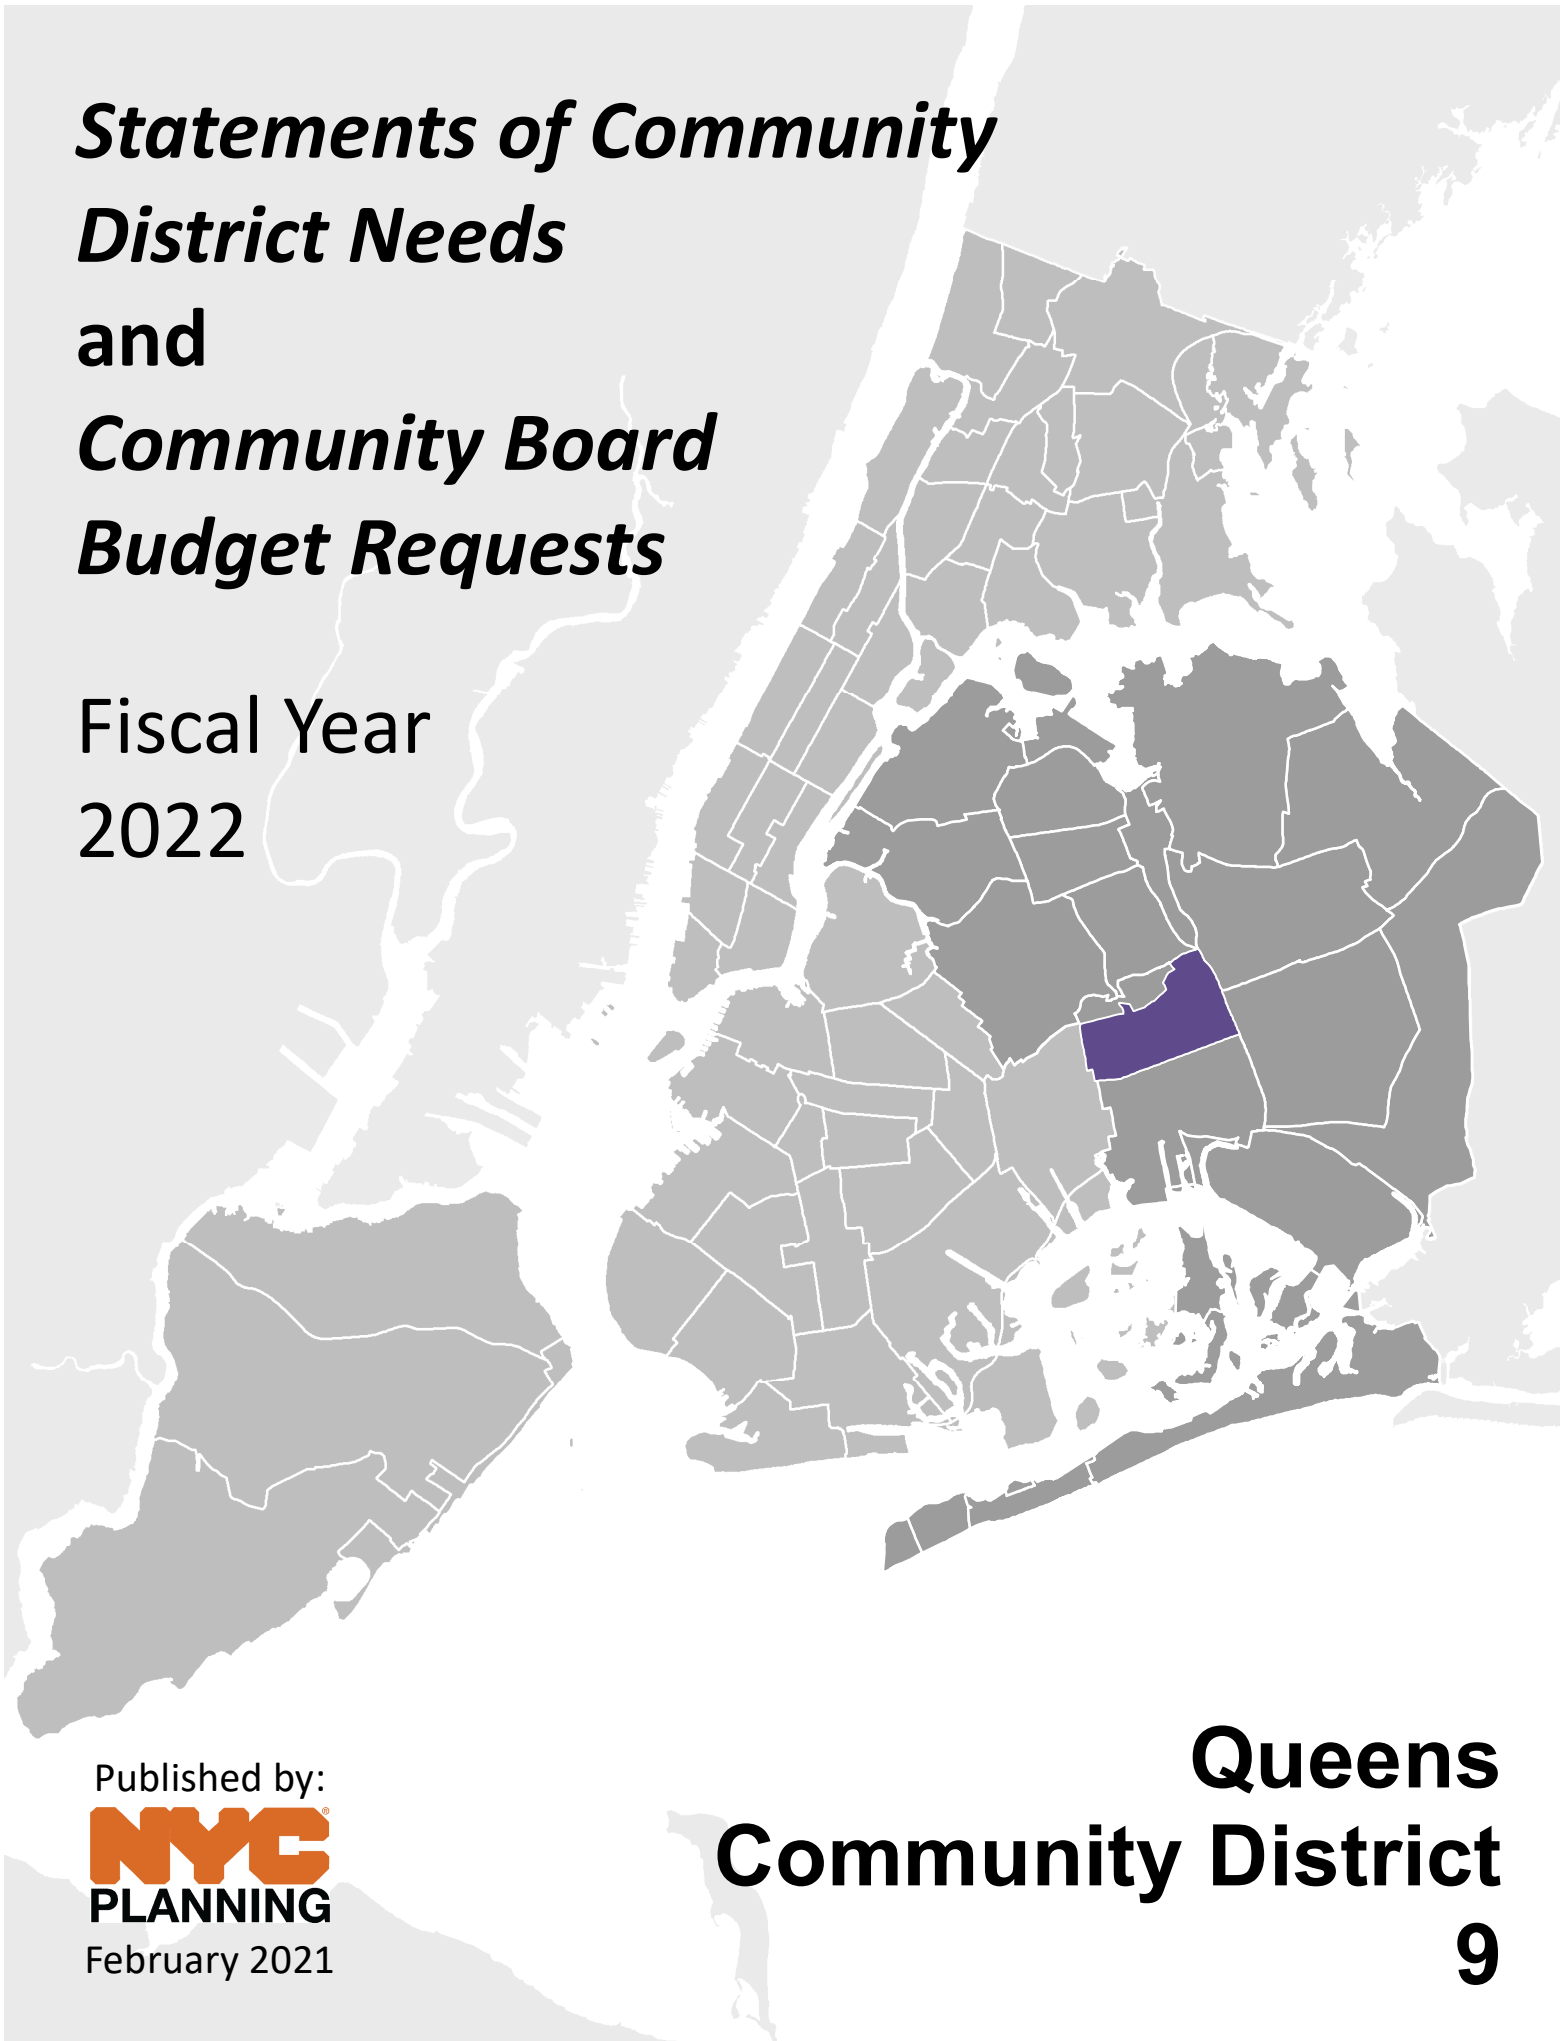 Statements of Community
District Needs
and
Community Board
Budget Requests
Fiscal Year
2022
Published by:
NYC®
PLANNING
February 2021
Queens
Community District
9